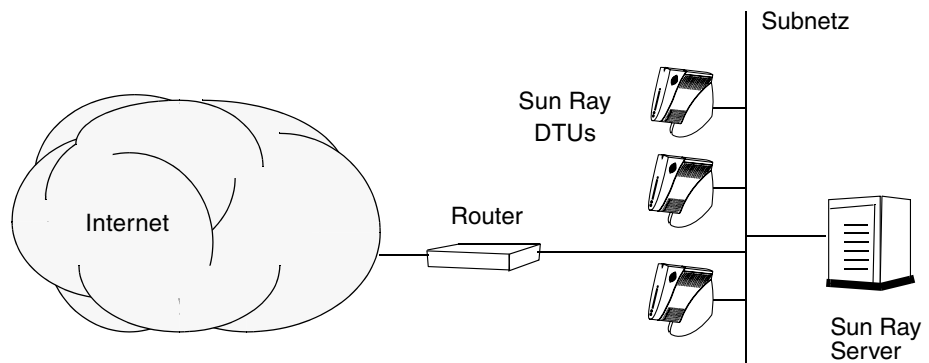 Subnetz
Sun Ray
DTUs
Internet
Router
Sun Ray
Server